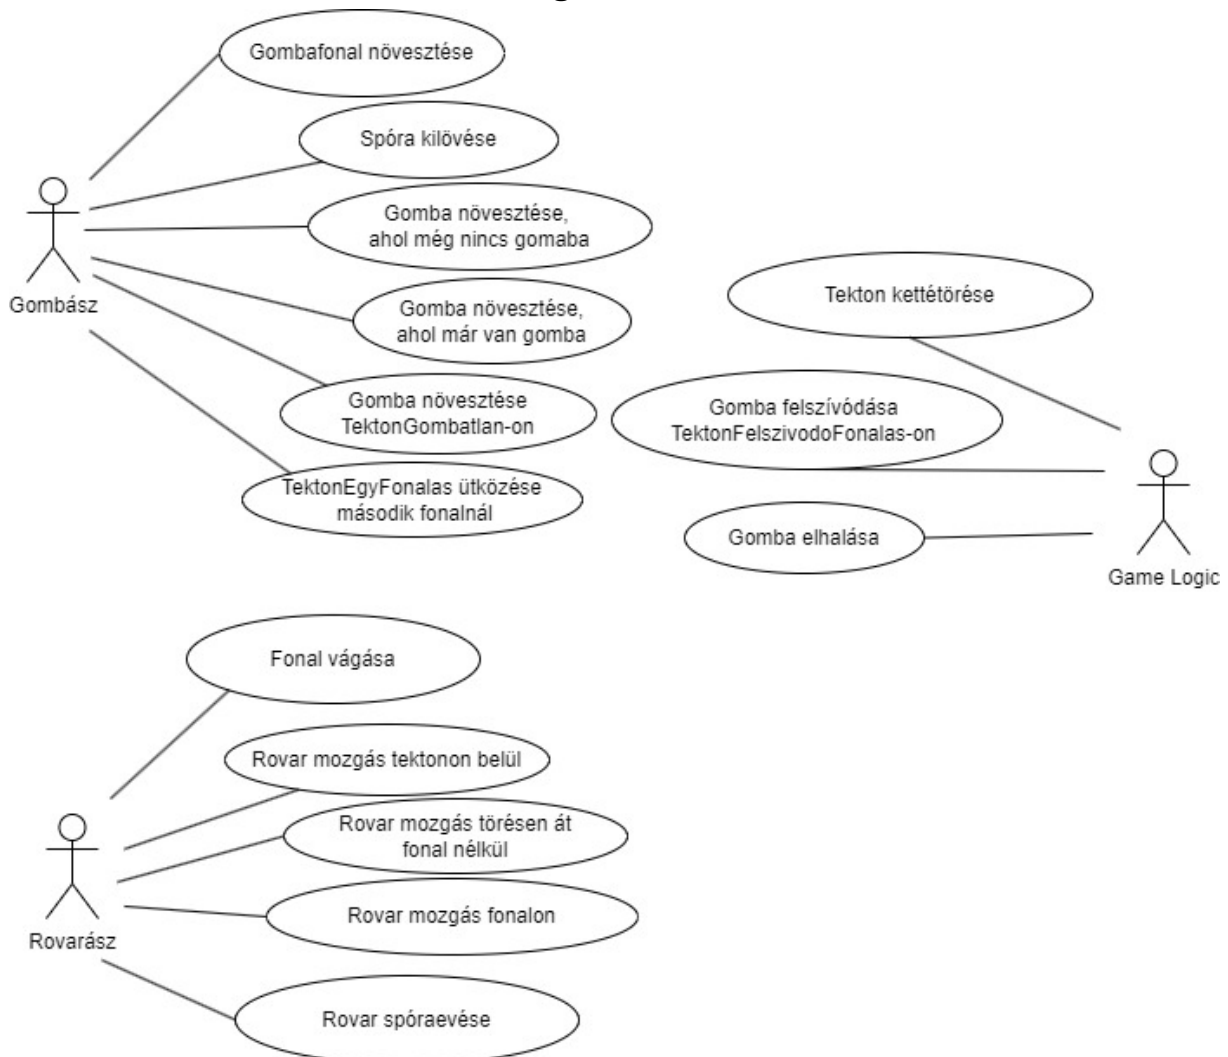 Gombafonal növesztése
Spóra kilövése
Gomba növesztése,
ahol még nincs gomaba
Gombász
Gomba növesztése,
ahol már van gomba
Gomba növesztése
TektonGombatlan-on
TektonEgyFonalas ütközése
második fonalnál
Tekton kettétörése
Gomba felszívódása
TektonFelszivodoFonalas-on
Gomba elhalása
Game Logic
Fonal vágása
Rovar mozgás tektonon belül
Rovar mozgás törésen át
fonal nélkül
Rovar mozgás fonalon
Rovarász
Rovar spóraevése